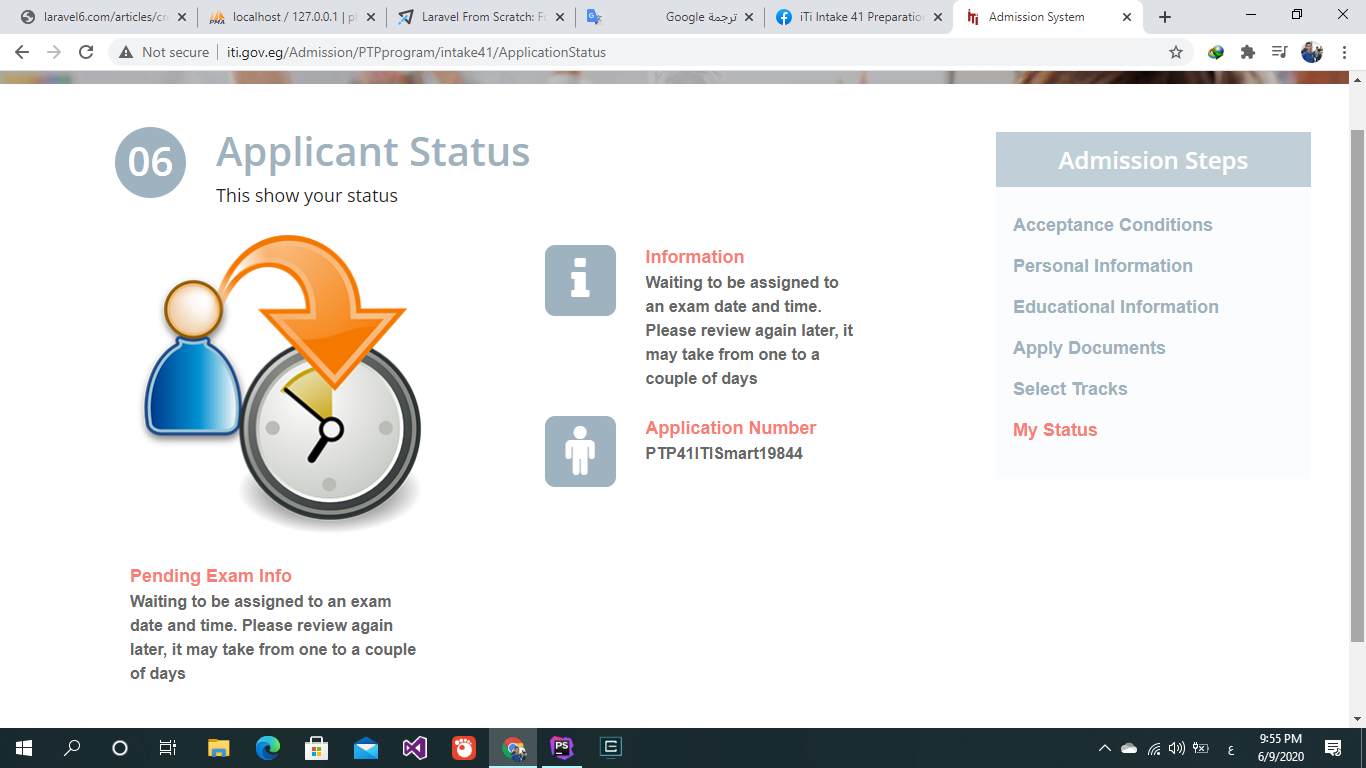 laravel6.com/articles/cr
localhost / 127.0.0.1 | p
Laravel From Scratch: F
ترجمة Google
iTi Intake 41 Preparation
Admission System
Not secure
iti.gov.eg/Admission/PTPprogram/intake41/ApplicationStatus
06
Applicant Status
This show your status
Information
Waiting to be assigned to
an exam date and time.
Please review again later, it
may take from one to a
couple of days
Application Number
PTP41ITISmart19844
Pending Exam Info
Waiting to be assigned to an exam
date and time. Please review again
later, it may take from one to a couple
of days
Admission Steps
Acceptance Conditions
Personal Information
Educational Information
Apply Documents
Select Tracks
My Status
PS
ع
9:55 PM
6/9/2020